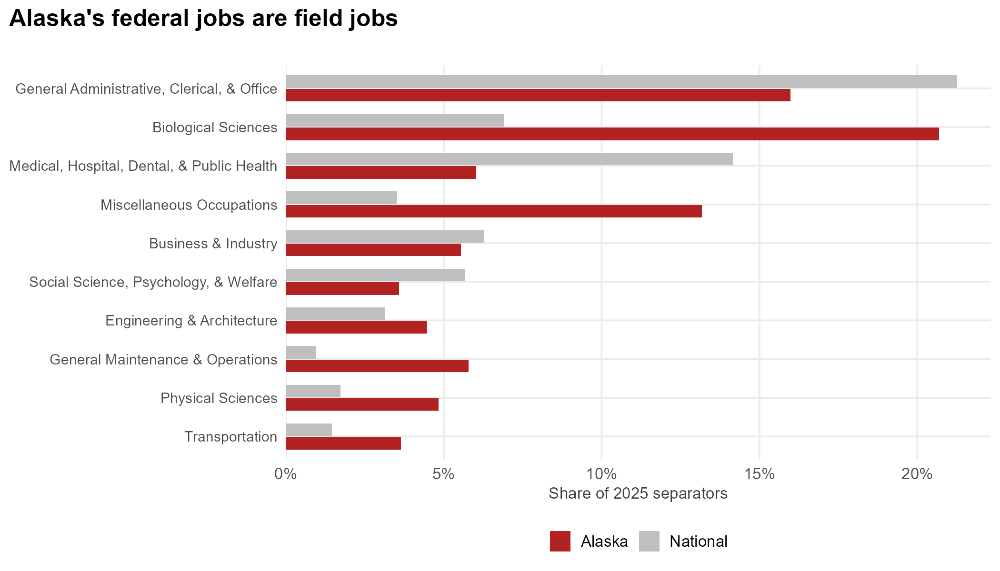 Alaska's federal jobs are field jobs
General Administrative, Clerical, & Office
Biological Sciences
Medical, Hospital, Dental, & Public Health
Miscellaneous Occupations
Business & Industry
Social Science, Psychology, & Welfare
Engineering & Architecture
General Maintenance & Operations
Physical Sciences
Transportation
0% 5% 10% 15% 20%
Share of 2025 separators
Alaska National